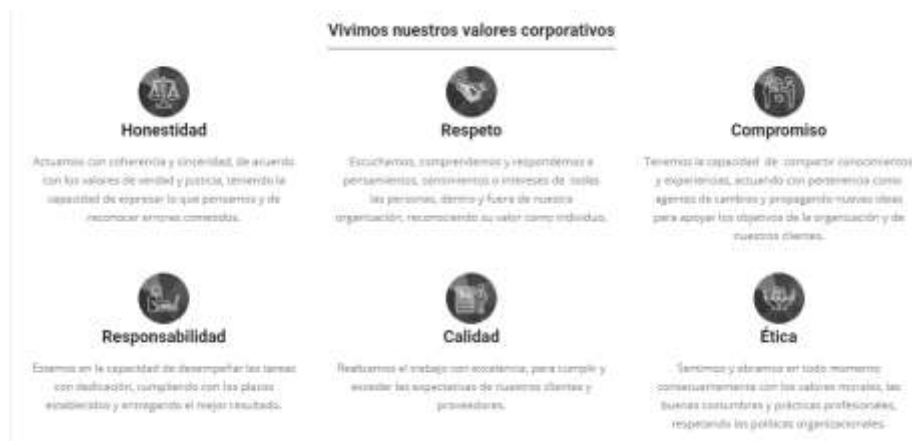 Vivimos nuestros valores corporativos
Honestidad
Actuamos con coherencia y sinceridad, de acuerdo
con los valores de verdad y justicia, teniendo la
capacidad de expresar lo que pensamos y de
reconocer errores cometidos.
Respeto
Escuchamos, comprendemos y respondemos a
pensamientos, sentimientos o intereses de todas
las personas, dentro y fuera de nuestra
organización, reconociendo su valor como individuo.
Compromiso
Tenemos la capacidad de compartir conocimientos
y experiencias, actuando con pertenencia como
agentes de cambios y propagando nuevas ideas
para apoyar los objetivos de la organización y de
nuestros clientes.
Responsabilidad
Estamos en la capacidad de desempeñar las tareas
con dedicación, cumpliendo con los plazos
establecidos y entregando el mejor resultado.
Calidad
Realizamos el trabajo con excelencia, para cumplir y
exceder las expectativas de nuestros clientes y
proveedores.
Ética
Sentimos y obramos en todo momento
consecuentemente con los valores morales, las
buenas costumbres y prácticas profesionales,
respetando las políticas organizacionales.